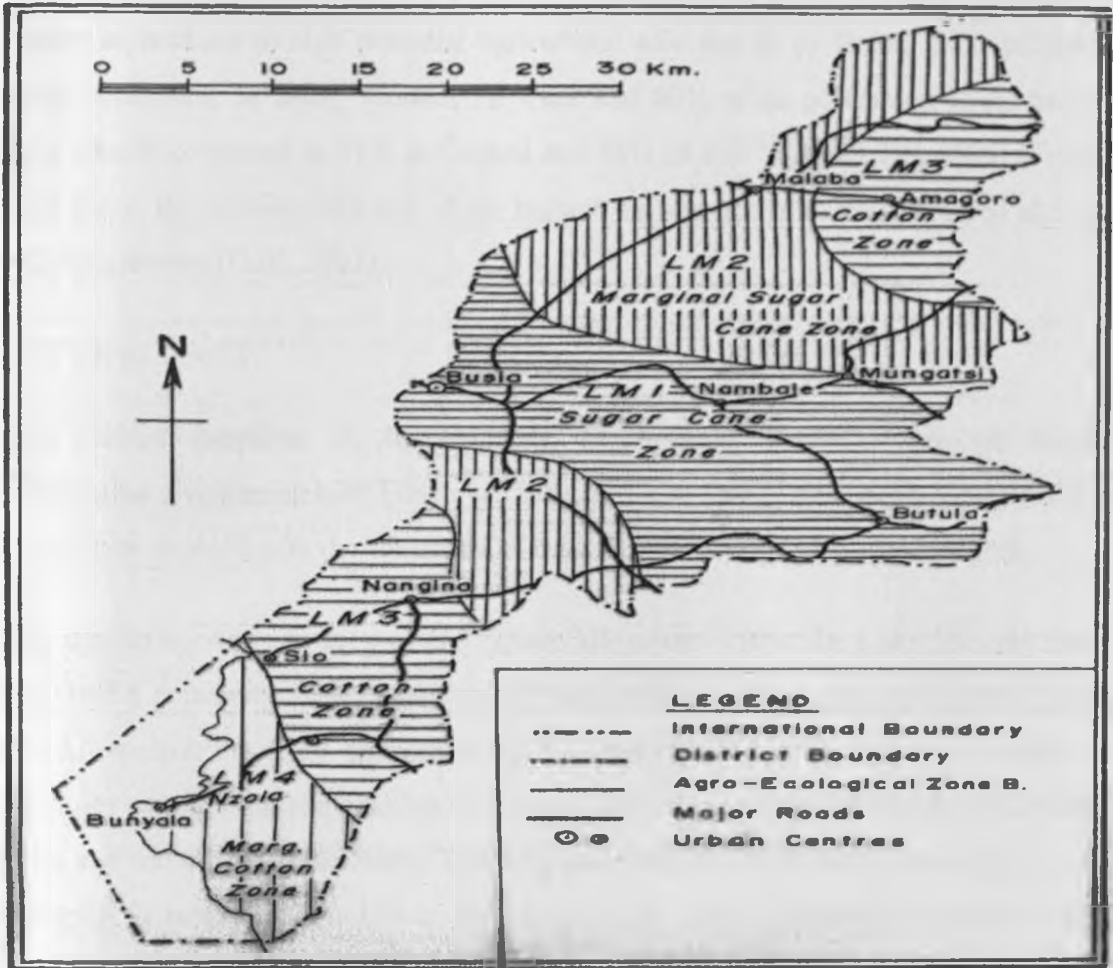 0 5 10 15 20 25 30 Km.
LM3
Malaba
Amagoro
Cotton
Zone
LM2
Marginal Sugar
Cane Zone
N
Mungatsi
Busia
LM1
Nambale
Sugar Cane
Zone
LM2
Butula
Nangina
LM3
Sio
Cotton
Zone
LM4
Nzoia
Bunyala
Marg.
Cotton
Zone
LEGEND
International Boundary
District Boundary
Agro-Ecological Zone B.
Major Roads
Urban Centres